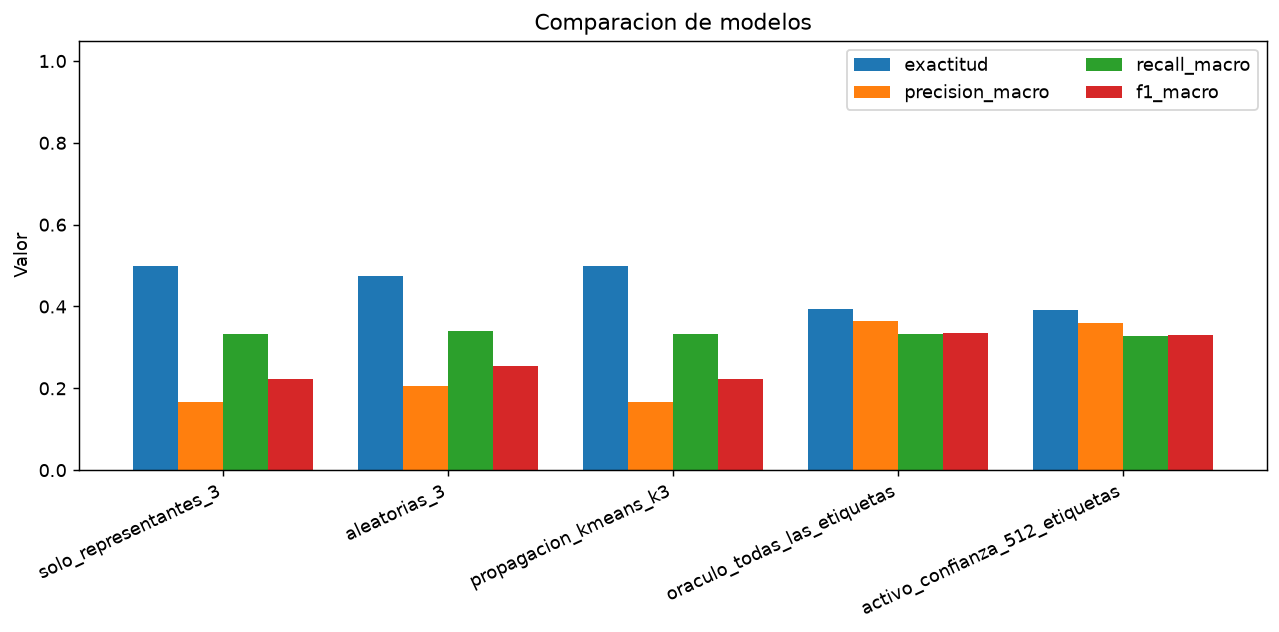 Comparacion de modelos
exactitud
precision_macro
recall_macro
f1_macro
Valor
1.0
0.8
0.6
0.4
0.2
0.0
solo_representantes_3
aleatorias_3
propagacion_kmeans_k3
oraculo_todas_las_etiquetas
activo_confianza_512_etiquetas